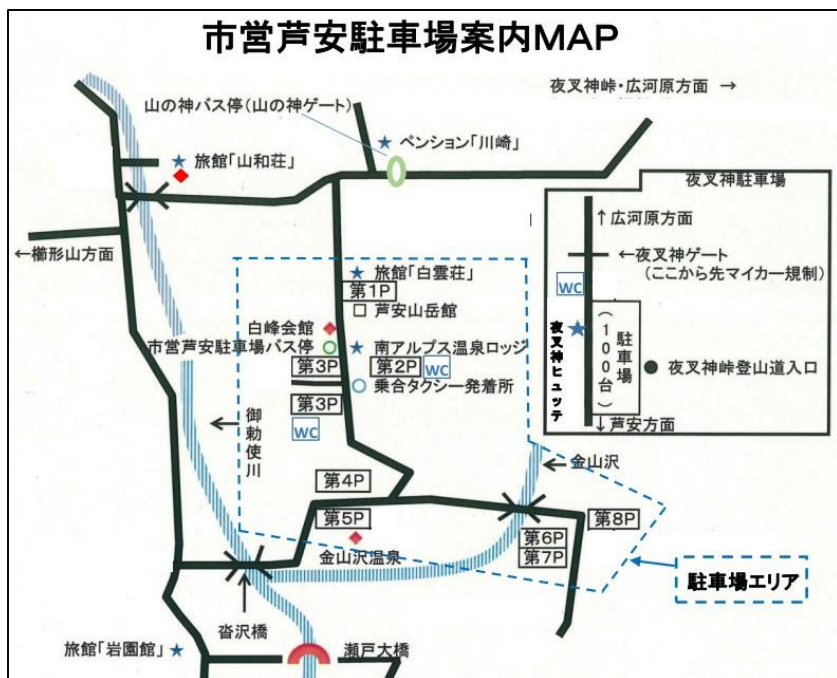 市営芦安駐車場案内MAP
夜叉神峠・広河原方面 →
山の神バス停(山の神ゲート)
★ ペンション「川崎」
★ 旅館「山和荘」
夜叉神駐車場
↑広河原方面
←夜叉神ゲート
(ここから先マイカー規制)
WC
夜叉神ヒュッテ
駐車場
(100台)
夜叉神峠登山道入口
↓芦安方面
←櫛形山方面
★ 旅館「白雲荘」
第1P
芦安山岳館
白峰会館
市営芦安駐車場バス停
★ 南アルプス温泉ロッジ
第3P
第2P
WC
乗合タクシー発着所
第3P
WC
御勅使川
金山沢
第4P
第5P
第8P
第6P
第7P
金山沢温泉
駐車場エリア
沓沢橋
旅館「岩園館」★
瀬戸大橋